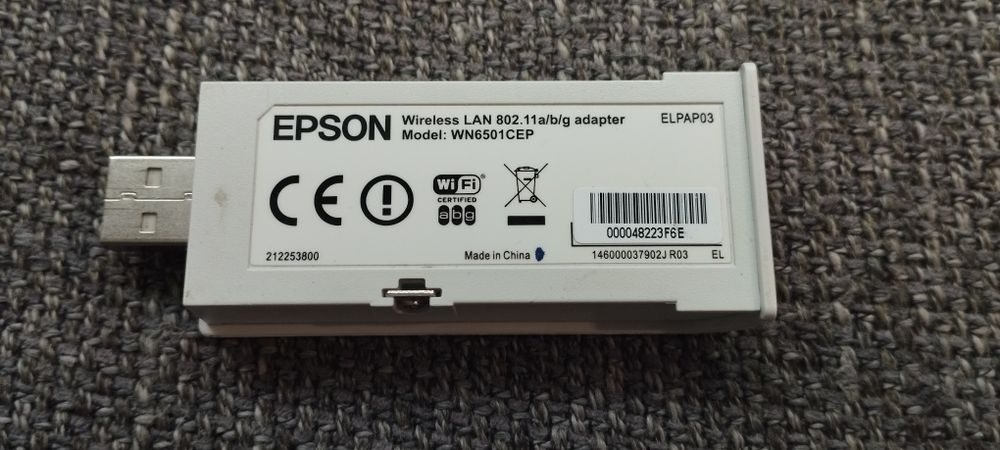 EPSON
Wireless LAN 802.11a/b/g adapter
Model: WN6501CEP
ELPAP03
CE
Wi Fi
CERTIFIED
a b g
000048223F6E
212253800
Made in China
146000037902J R03
EL